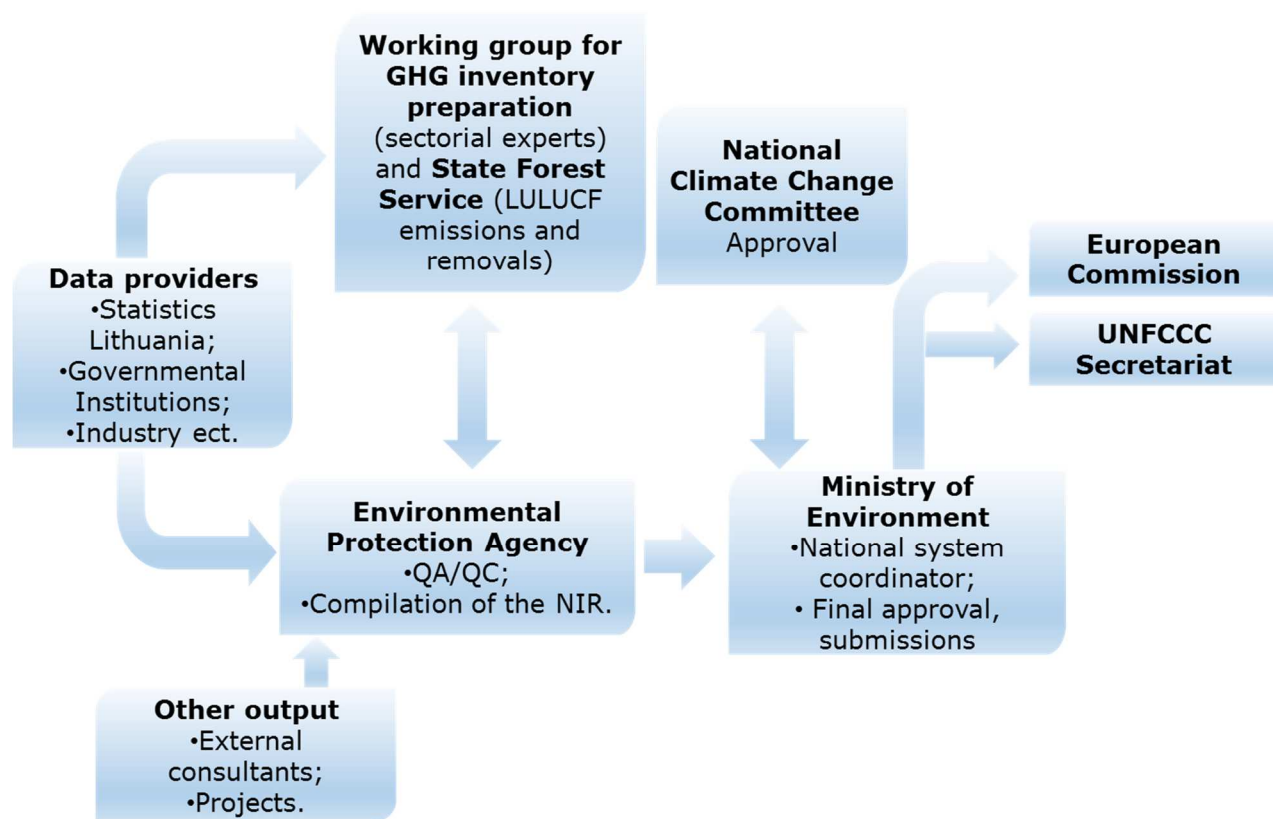 Working group for
GHG inventory
preparation
(sectorial experts)
and State Forest
Service (LULUCF
emissions and
removals)
National
Climate Change
Committee
Approval
European
Commission
UNFCCC
Secretariat
Data providers
•Statistics
Lithuania;
•Governmental
Institutions;
•Industry ect.
Environmental
Protection Agency
•QA/QC;
•Compilation of the NIR.
Ministry of
Environment
•National system
coordinator;
• Final approval,
submissions
Other output
•External
consultants;
•Projects.